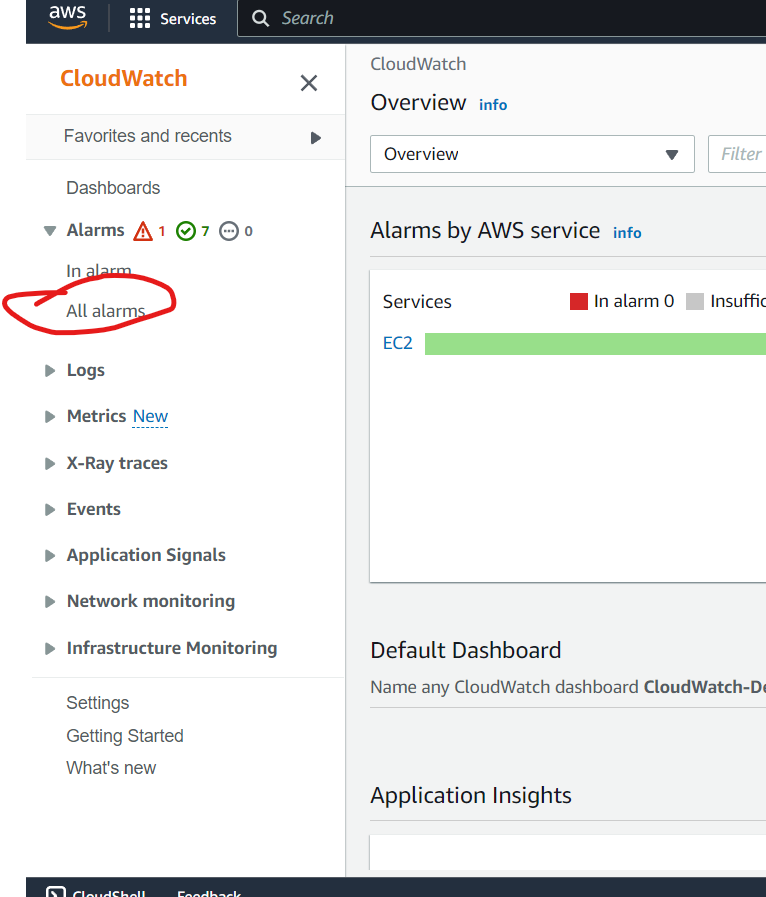 aws Services Search
CloudWatch
Favorites and recents
Dashboards
Alarms 1 7 0
In alarm
All alarms
Logs
Metrics New
X-Ray traces
Events
Application Signals
Network monitoring
Infrastructure Monitoring
Settings
Getting Started
What's new
CloudWatch
Overview info
Overview Filter
Alarms by AWS service info
Services In alarm 0 Insuffic
EC2
Default Dashboard
Name any CloudWatch dashboard CloudWatch-De
Application Insights
CloudShell Feedback